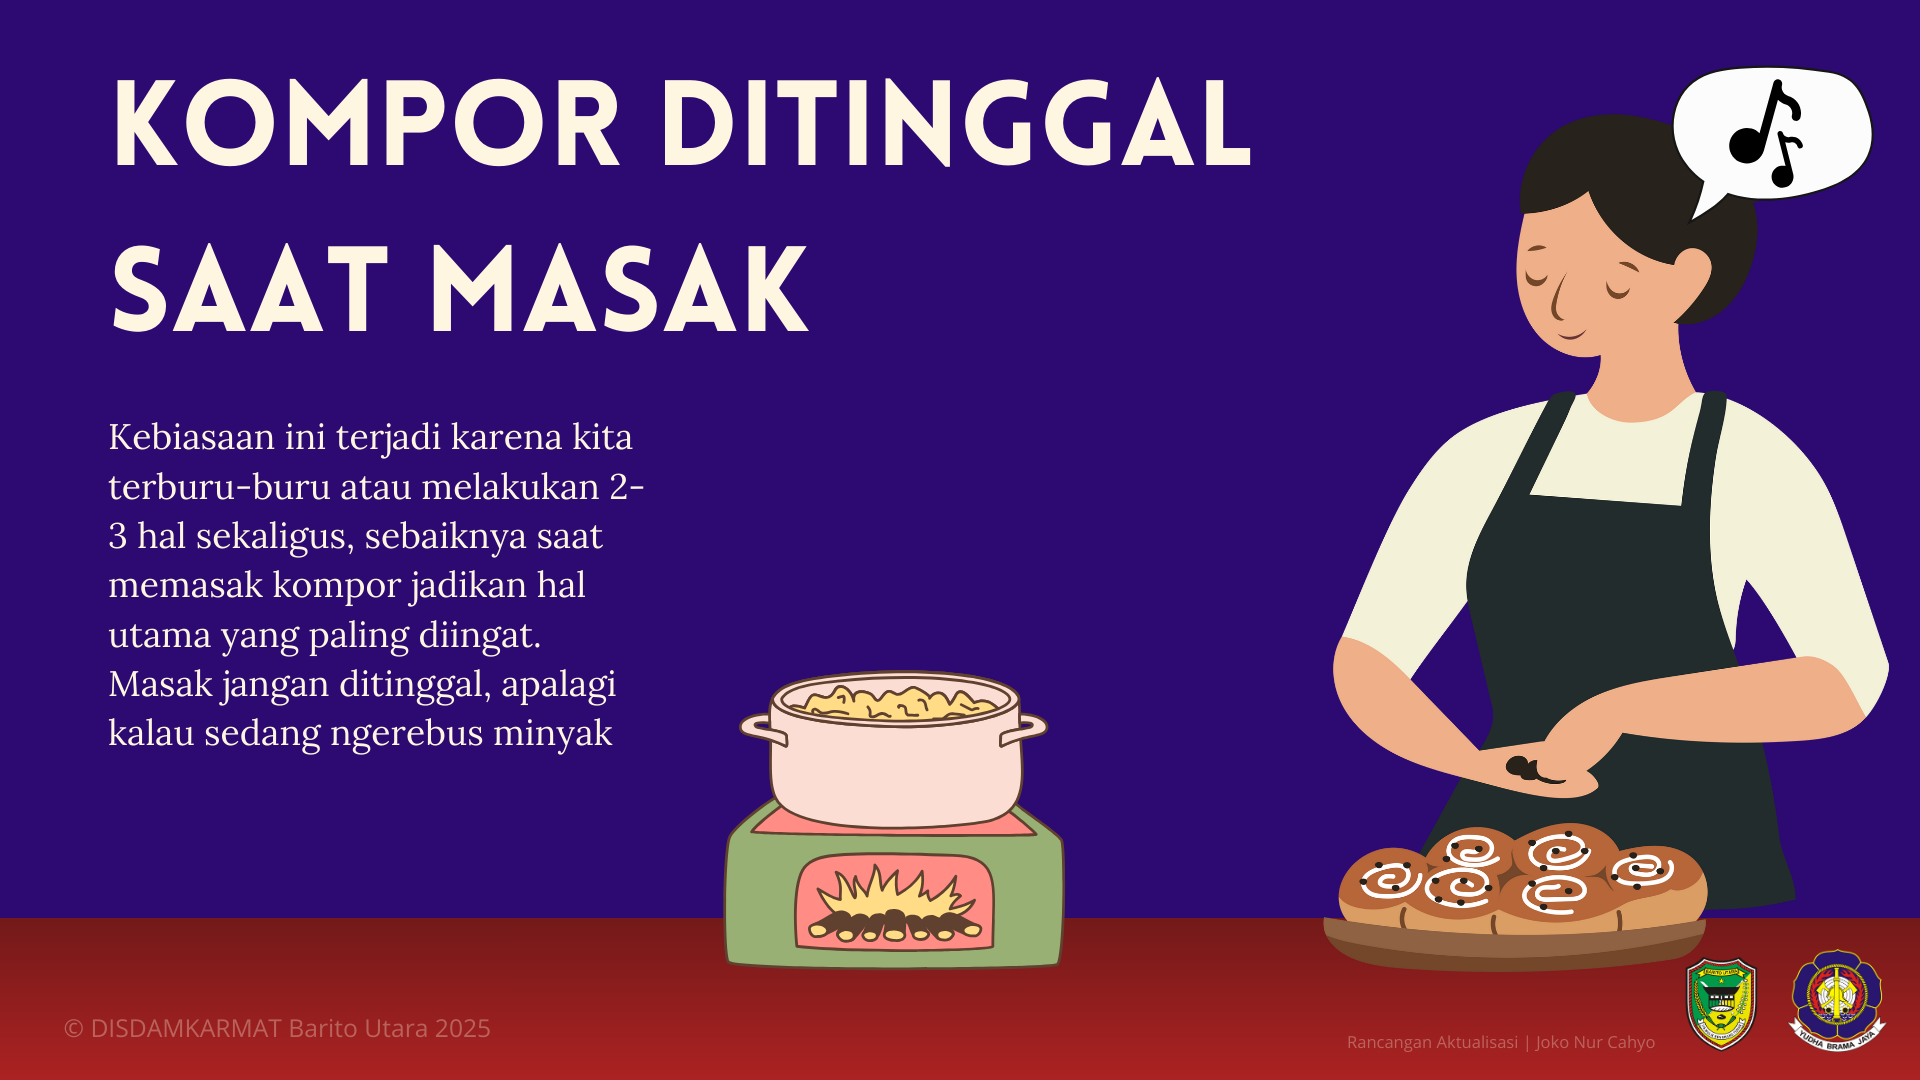 KOMPOR DITINGGAL
SAAT MASAK
Kebiasaan ini terjadi karena kita
terburu-buru atau melakukan 2-
3 hal sekaligus, sebaiknya saat
memasak kompor jadikan hal
utama yang paling diingat.
Masak jangan ditinggal, apalagi
kalau sedang ngerebus minyak
© DISDAMKARMAT Barito Utara 2025
Rancangan Aktualisasi | Joko Nur Cahyo
BARITO UTARA
YUDHA BRAMA JAYA